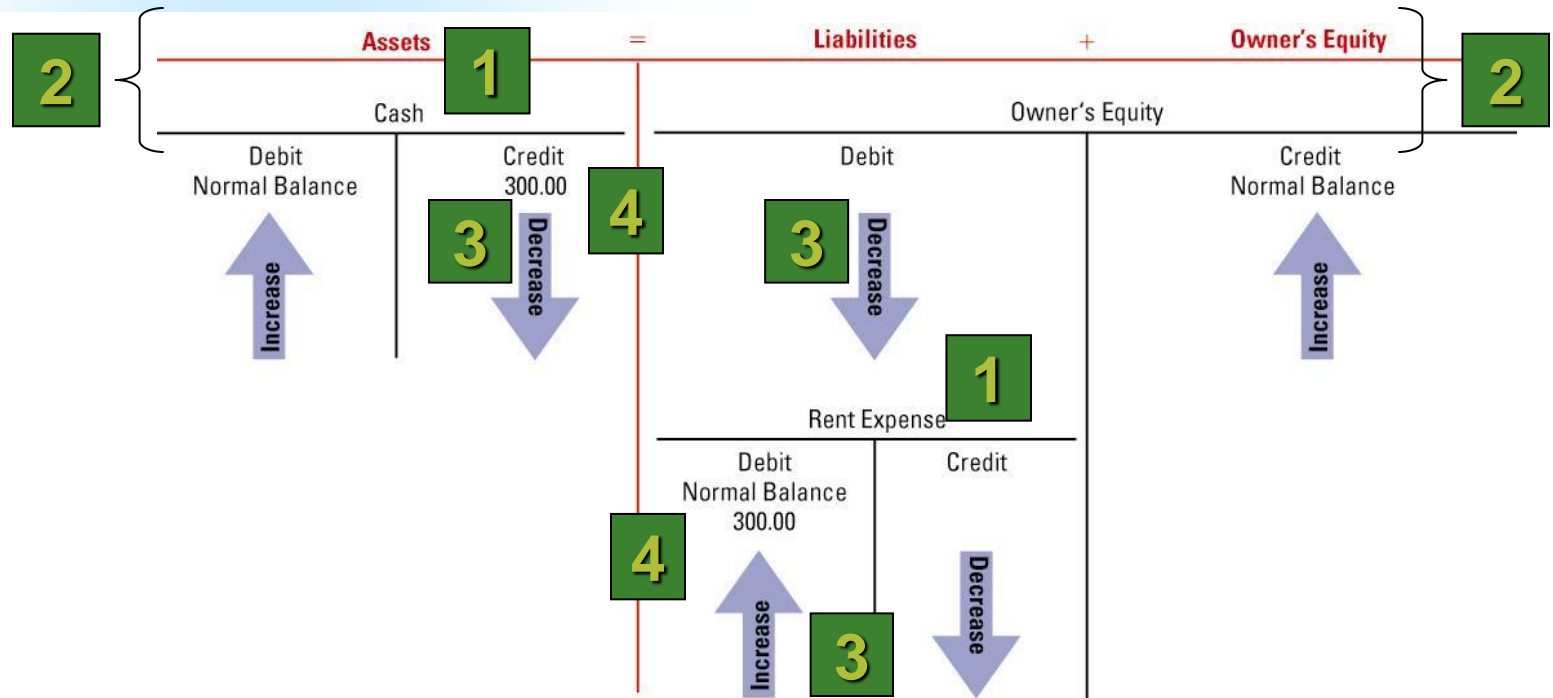 Assets = Liabilities + Owner's Equity
2 1 2
Cash Owner's Equity
Debit Credit Debit Credit
Normal Balance 300.00 Normal Balance
4
3 3
Increase Decrease Decrease Increase
1
Rent Expense
Debit Credit
Normal Balance
300.00
4
Increase Decrease
3